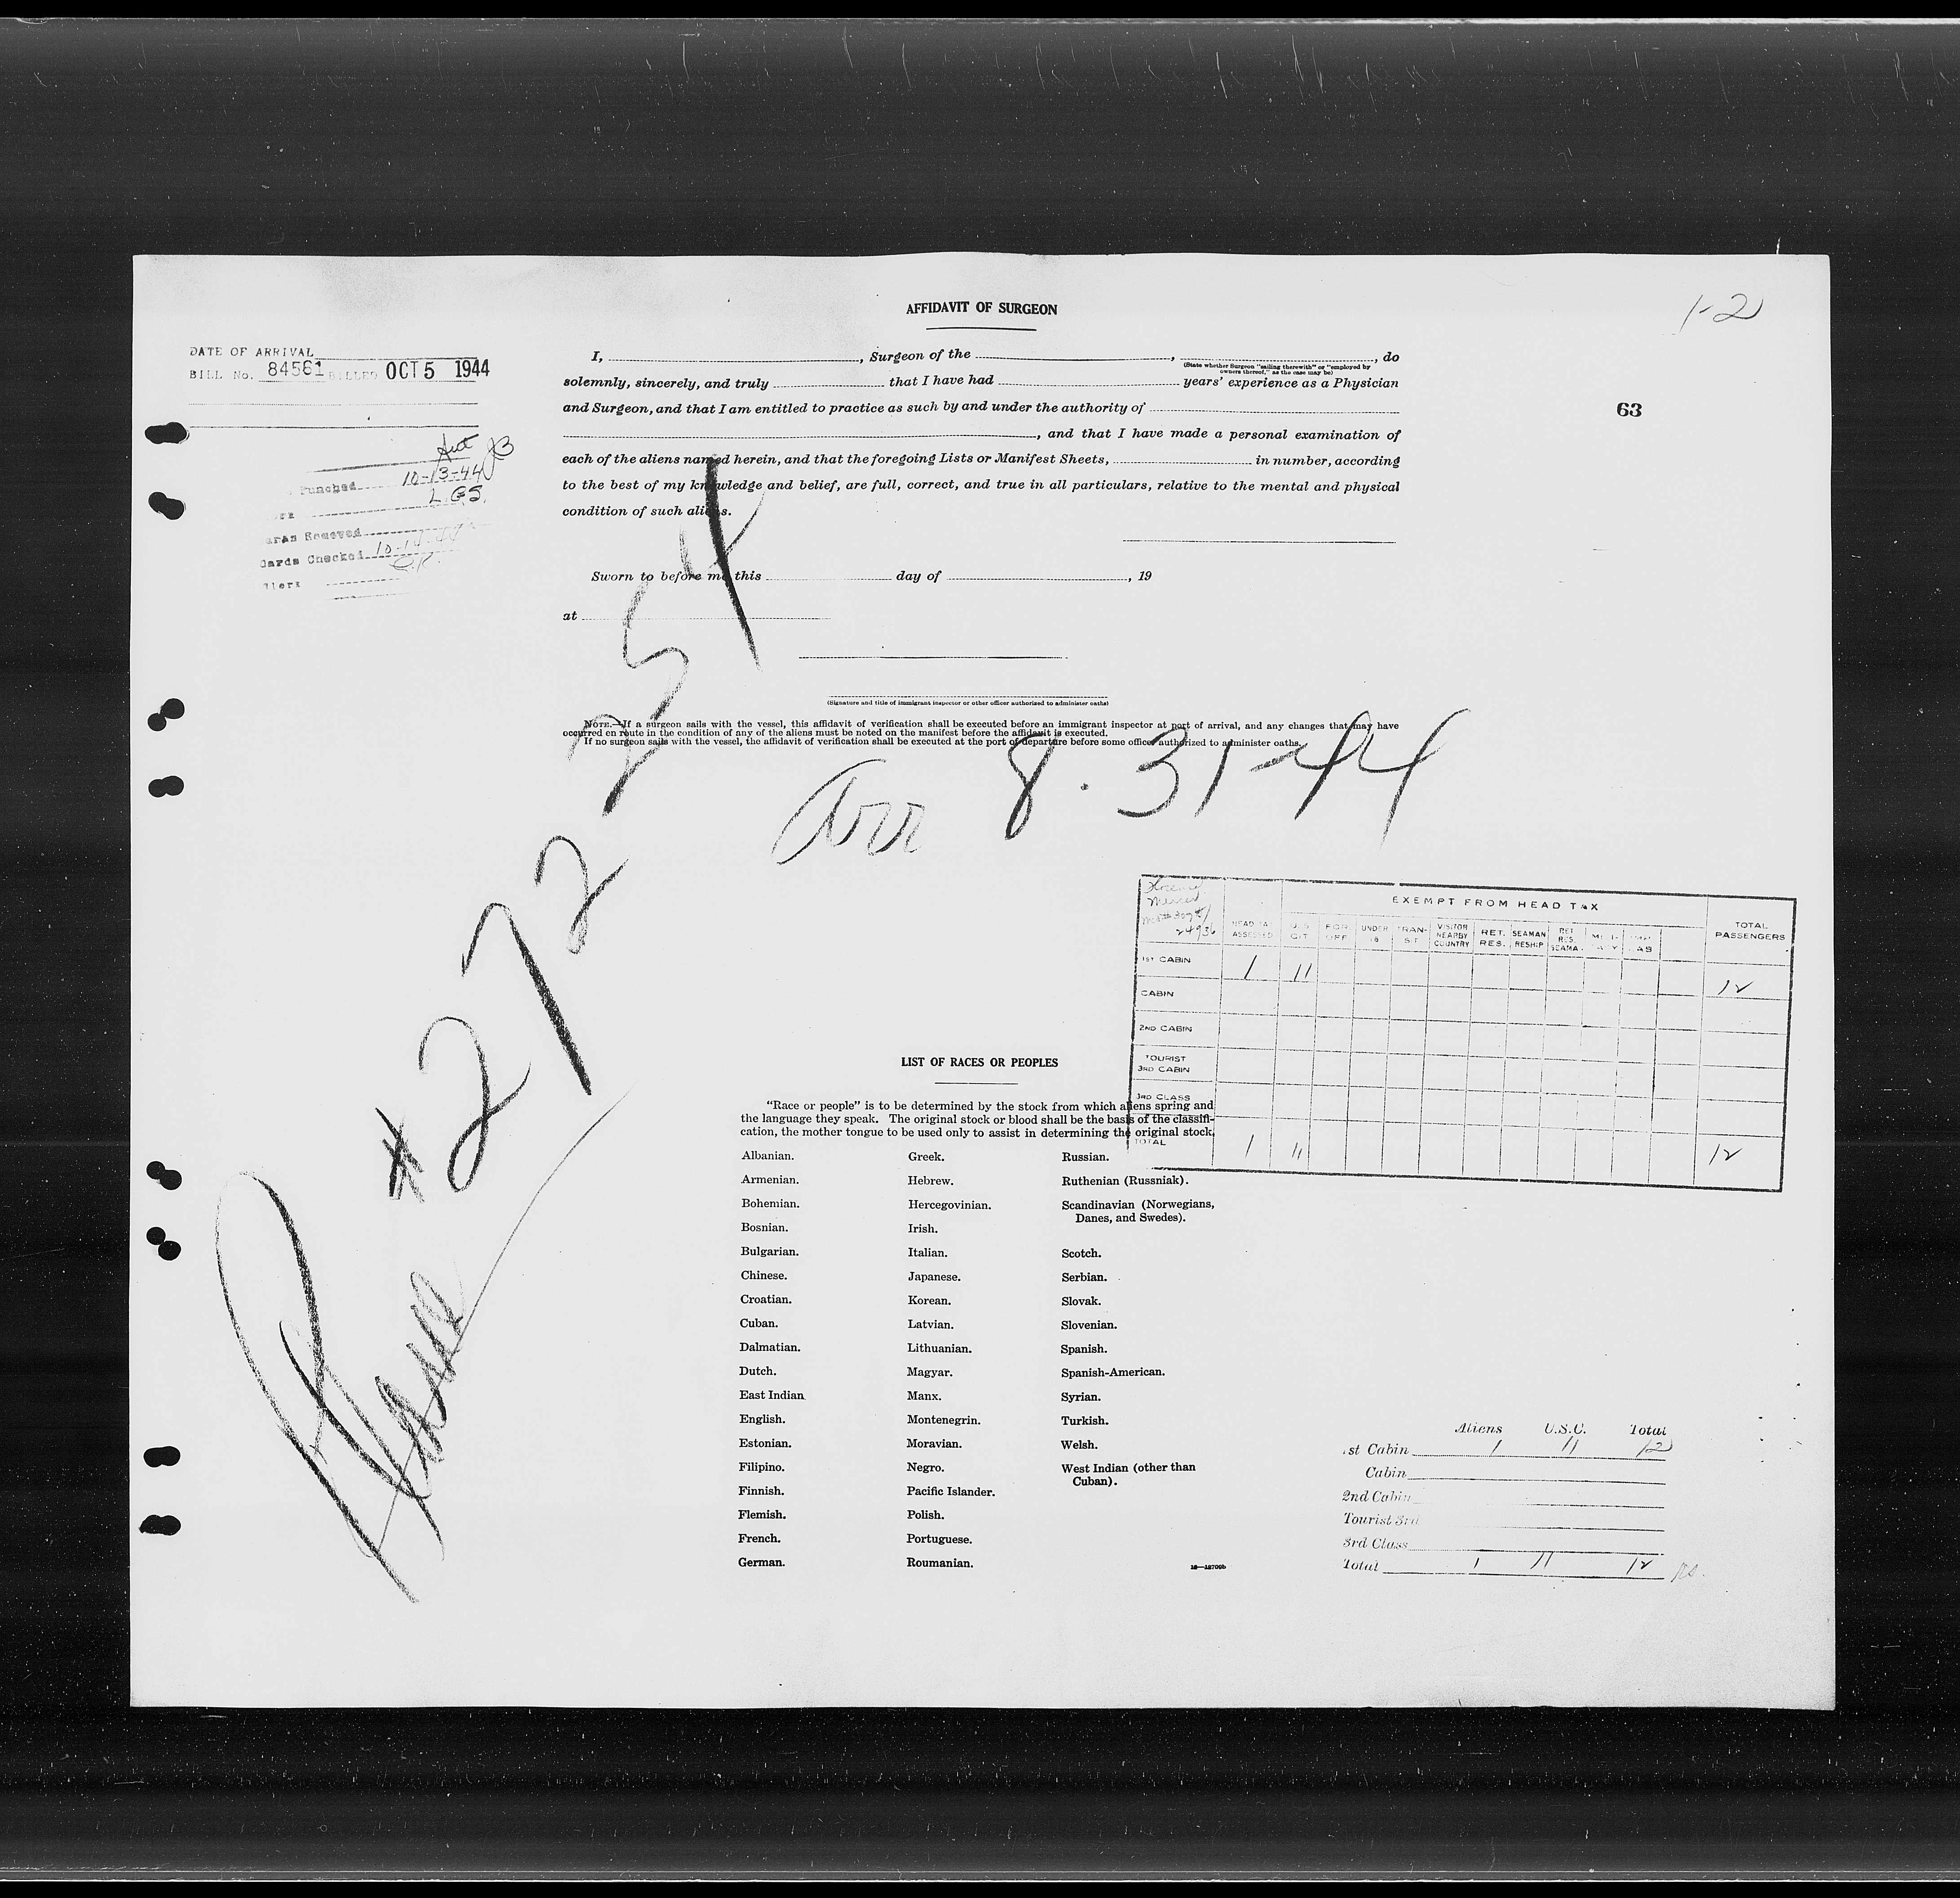 AFFIDAVIT OF SURGEON
1-2
DATE OF ARRIVAL
BILL No. 84561 BILLED OCT 5 1944
63
I, , Surgeon of the , , do
(State whether Surgeon "sailing therewith" or "employed by
owners thereof," as the case may be)
solemnly, sincerely, and truly that I have had years' experience as a Physician
and Surgeon, and that I am entitled to practice as such by and under the authority of
, and that I have made a personal examination of
each of the aliens named herein, and that the foregoing Lists or Manifest Sheets, in number, according
to the best of my knowledge and belief, are full, correct, and true in all particulars, relative to the mental and physical
condition of such aliens.
Punched 10-13-44
L.G.S.
Removed
Cards Checked
Clerk
Sworn to before me this day of , 19
at
(Signature and title of immigrant inspector or other officer authorized to administer oaths)
NOTE.—If a surgeon sails with the vessel, this affidavit of verification shall be executed before an immigrant inspector at port of arrival, and any changes that may have
occurred en route in the condition of any of the aliens must be noted on the manifest before the affidavit is executed.
If no surgeon sails with the vessel, the affidavit of verification shall be executed at the port of departure before some officer authorized to administer oaths.
Arr 8.31-44
EXEMPT FROM HEAD TAX
HEAD TAX ASSESSED
U.S. CIT
FOR OFF
UNDER 16
TRANSIT
VISITOR NEARBY COUNTRY
RET. RES.
SEAMAN RESHIP
RET RES. SEAMAN
TOTAL PASSENGERS
1ST CABIN 1 11 12
CABIN
2ND CABIN
TOURIST 3RD CABIN
3RD CLASS
TOTAL 1 11 12
LIST OF RACES OR PEOPLES
"Race or people" is to be determined by the stock from which aliens spring and
the language they speak. The original stock or blood shall be the basis of the classifi-
cation, the mother tongue to be used only to assist in determining the original stock.
Albanian.
Armenian.
Bohemian.
Bosnian.
Bulgarian.
Chinese.
Croatian.
Cuban.
Dalmatian.
Dutch.
East Indian
English.
Estonian.
Filipino.
Finnish.
Flemish.
French.
German.
Greek.
Hebrew.
Hercegovinian.
Irish.
Italian.
Japanese.
Korean.
Latvian.
Lithuanian.
Magyar.
Manx.
Montenegrin.
Moravian.
Negro.
Pacific Islander.
Polish.
Portuguese.
Roumanian.
Russian.
Ruthenian (Russniak).
Scandinavian (Norwegians,
Danes, and Swedes).
Scotch.
Serbian.
Slovak.
Slovenian.
Spanish.
Spanish-American.
Syrian.
Turkish.
Welsh.
West Indian (other than
Cuban).
Aliens U.S.C. Total
1st Cabin 1 11 12
Cabin
2nd Cabin
Tourist 3rd
3rd Class
Total 1 11 12